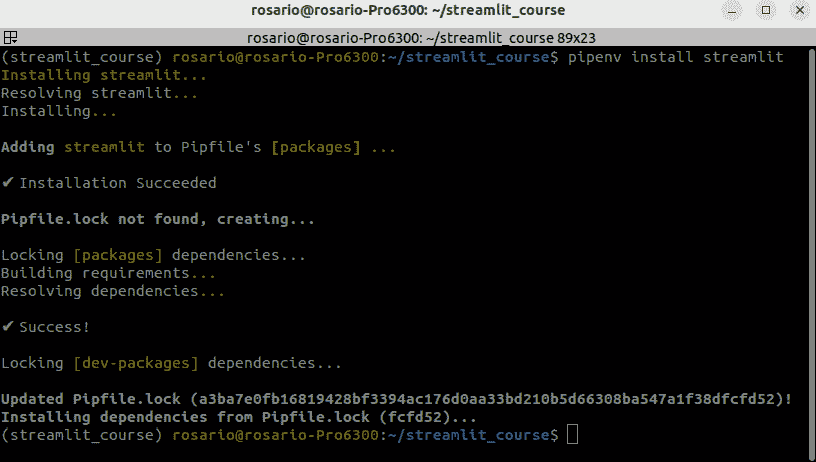 rosario@rosario-Pro6300: ~/streamlit_course
rosario@rosario-Pro6300: ~/streamlit_course 89x23
(streamlit_course) rosario@rosario-Pro6300:~/streamlit_course$ pipenv install streamlit
Installing streamlit...
Resolving streamlit...
Installing...
Adding streamlit to Pipfile's [packages] ...
✔ Installation Succeeded
Pipfile.lock not found, creating...
Locking [packages] dependencies...
Building requirements...
Resolving dependencies...
✔ Success!
Locking [dev-packages] dependencies...
Updated Pipfile.lock (a3ba7e0fb16819428bf3394ac176d0aa33bd210b5d66308ba547a1f38dfcfd52)!
Installing dependencies from Pipfile.lock (fcfd52)...
(streamlit_course) rosario@rosario-Pro6300:~/streamlit_course$